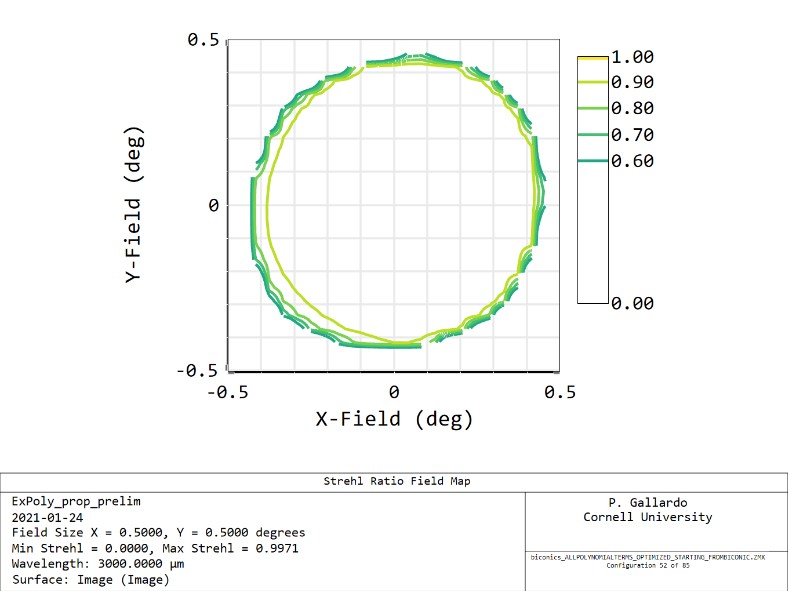 0.5
0
-0.5
Y-Field (deg)
-0.5 0 0.5
X-Field (deg)
1.00
0.90
0.80
0.70
0.60
0.00
Strehl Ratio Field Map
ExPoly_prop_prelim
2021-01-24
Field Size X = 0.5000, Y = 0.5000 degrees
Min Strehl = 0.0000, Max Strehl = 0.9971
Wavelength: 3000.0000 µm
Surface: Image (Image)
P. Gallardo
Cornell University
biconics_ALLPOLYNOMIALTERMS_OPTIMIZED_STARTING_FROMBICONIC.ZMX
Configuration 52 of 85